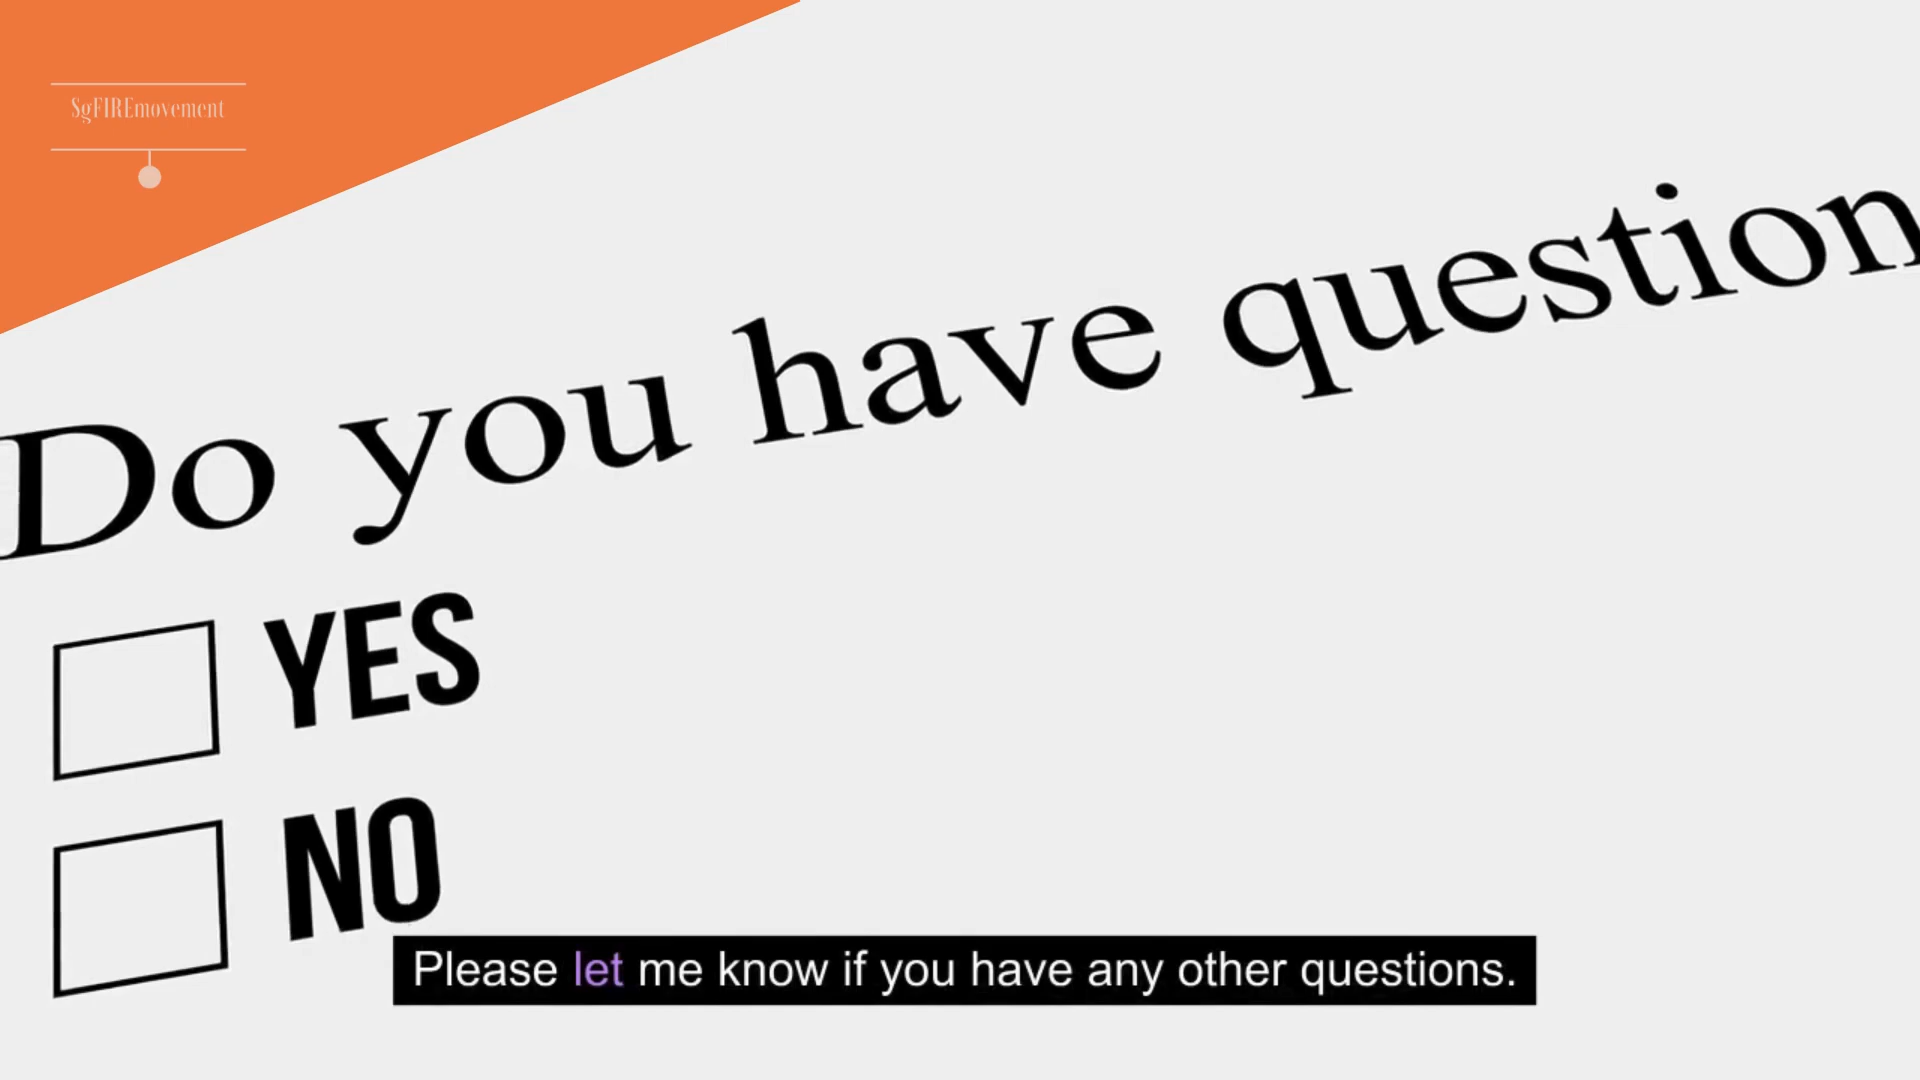 SgFIREmovement
Do you have question
YES
NO
Please let me know if you have any other questions.